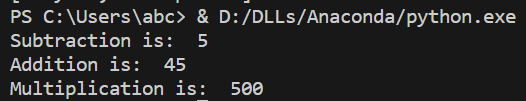 PS C:\Users\abc> & D:/DLLs/Anaconda/python.exe
Subtraction is:  5
Addition is:  45
Multiplication is:  500